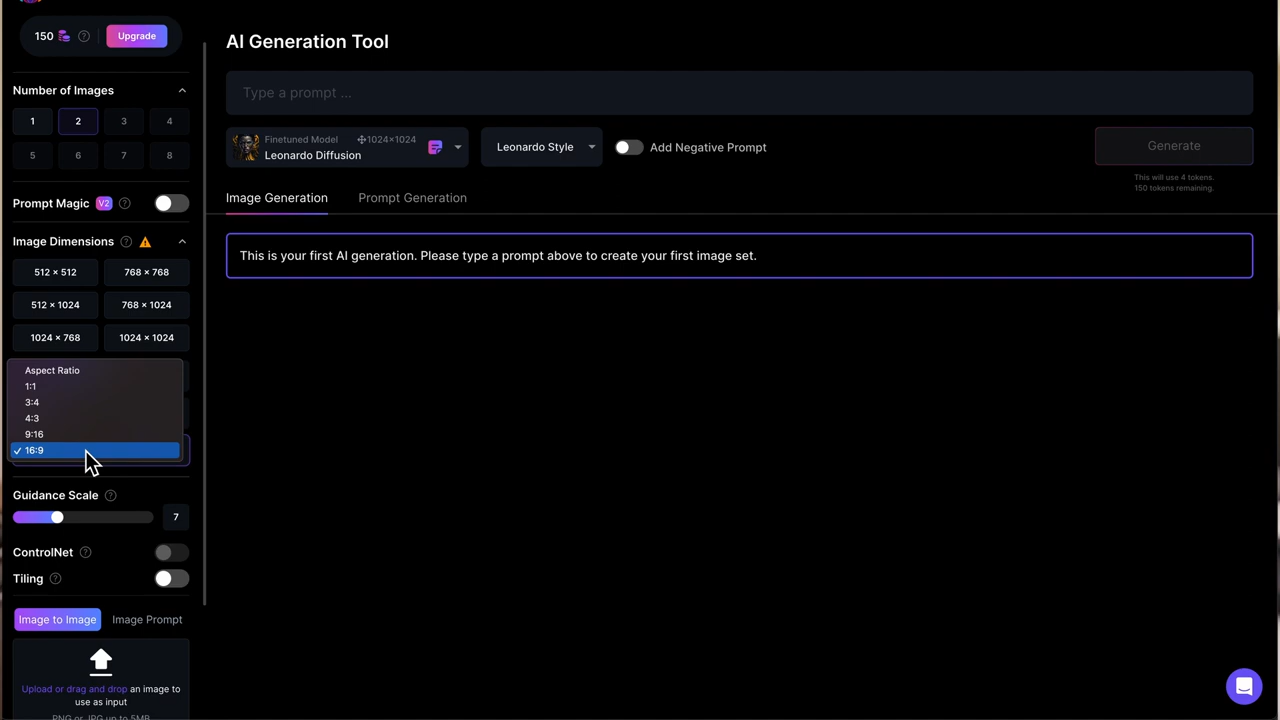 150
Upgrade
Number of Images
1 2 3 4
5 6 7 8
Prompt Magic V2
Image Dimensions
512 × 512 768 × 768
512 × 1024 768 × 1024
1024 × 768 1024 × 1024
Aspect Ratio
1:1
3:4
4:3
9:16
✓ 16:9
Guidance Scale
7
ControlNet
Tiling
Image to Image Image Prompt
Upload or drag and drop an image to
use as input
PNG or JPG up to 5MB
AI Generation Tool
Type a prompt ...
Finetuned Model 1024×1024
Leonardo Diffusion
Leonardo Style
Add Negative Prompt
Generate
This will use 4 tokens.
150 tokens remaining.
Image Generation Prompt Generation
This is your first AI generation. Please type a prompt above to create your first image set.